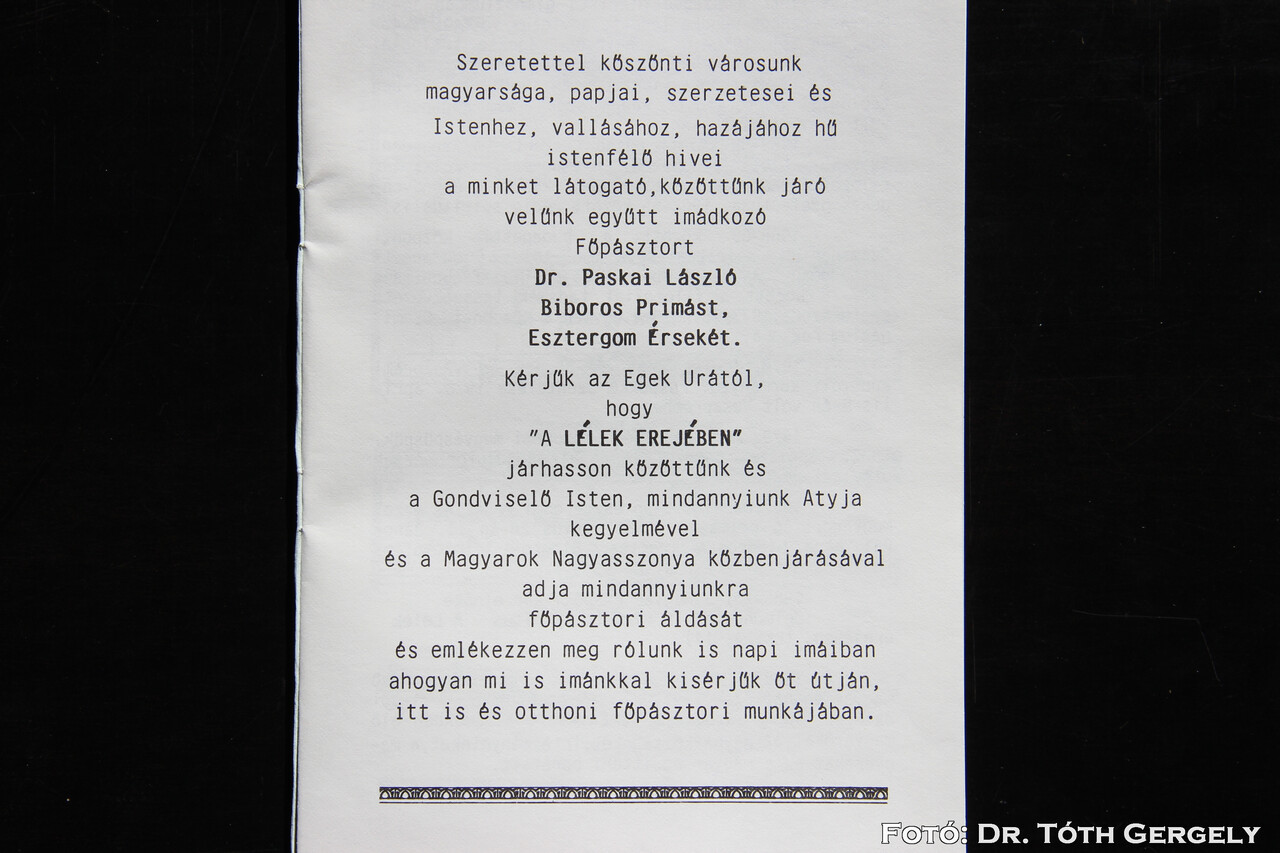 Szeretettel köszönti városunk
magyarsága, papjai, szerzetesei és
Istenhez, vallásához, hazájához hű
istenfélő hivei
a minket látogató,közöttünk járó
velünk együtt imádkozó
Főpásztort
Dr. Paskai László
Biboros Primást,
Esztergom Érsekét.
Kérjük az Egek Urától,
hogy
"A LÉLEK EREJÉBEN"
járhasson közöttünk és
a Gondviselő Isten, mindannyiunk Atyja
kegyelmével
és a Magyarok Nagyasszonya közbenjárásával
adja mindannyiunkra
főpásztori áldását
és emlékezzen meg rólunk is napi imáiban
ahogyan mi is imánkkal kisérjük őt útján,
itt is és otthoni főpásztori munkájában.
Fotó: Dr. Tóth Gergely